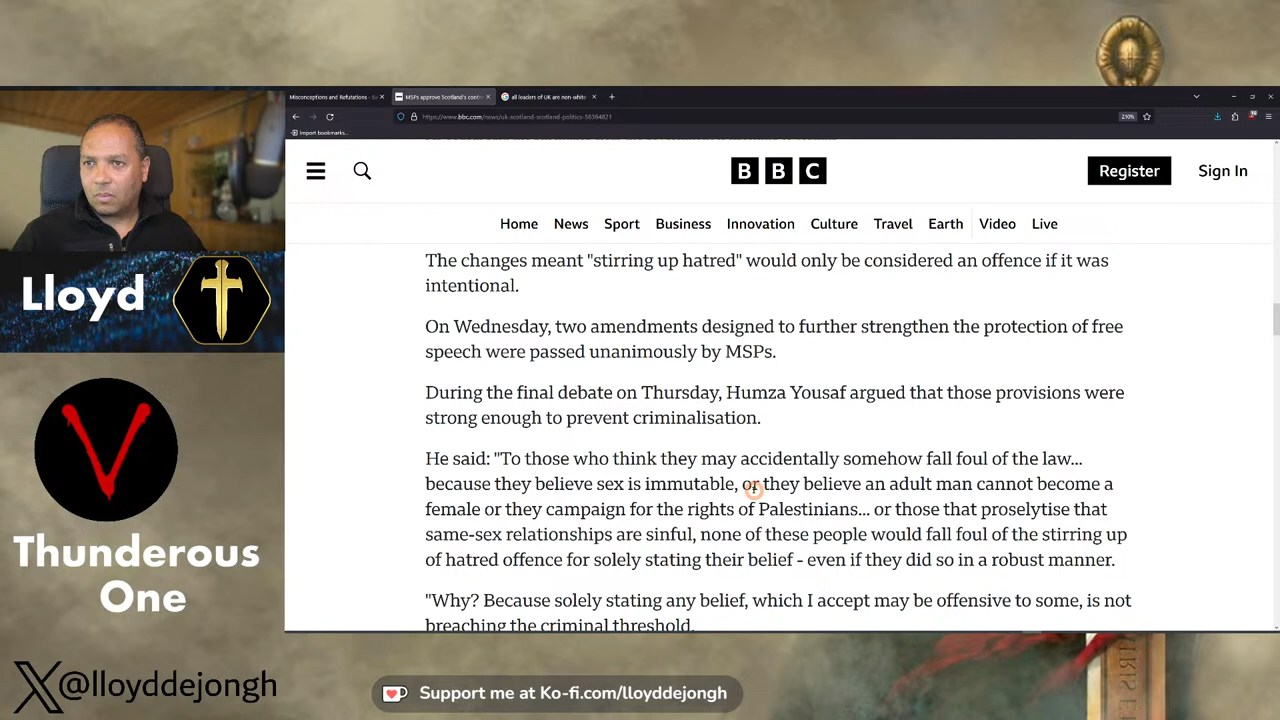 Misconceptions and Refutations - 
MSPs approve Scotland's contr
all leaders of UK are non-white
https://www.bbc.com/news/uk-scotland-scotland-politics-56364821
210%
Import bookmarks...
BBC
Register
Sign In
Home News Sport Business Innovation Culture Travel Earth Video Live
The changes meant "stirring up hatred" would only be considered an offence if it was
intentional.
On Wednesday, two amendments designed to further strengthen the protection of free
speech were passed unanimously by MSPs.
During the final debate on Thursday, Humza Yousaf argued that those provisions were
strong enough to prevent criminalisation.
He said: "To those who think they may accidentally somehow fall foul of the law...
because they believe sex is immutable, or they believe an adult man cannot become a
female or they campaign for the rights of Palestinians... or those that proselytise that
same-sex relationships are sinful, none of these people would fall foul of the stirring up
of hatred offence for solely stating their belief - even if they did so in a robust manner.
"Why? Because solely stating any belief, which I accept may be offensive to some, is not
breaching the criminal threshold.
Lloyd
V
Thunderous
One
X@lloyddejongh
Support me at Ko-fi.com/lloyddejongh